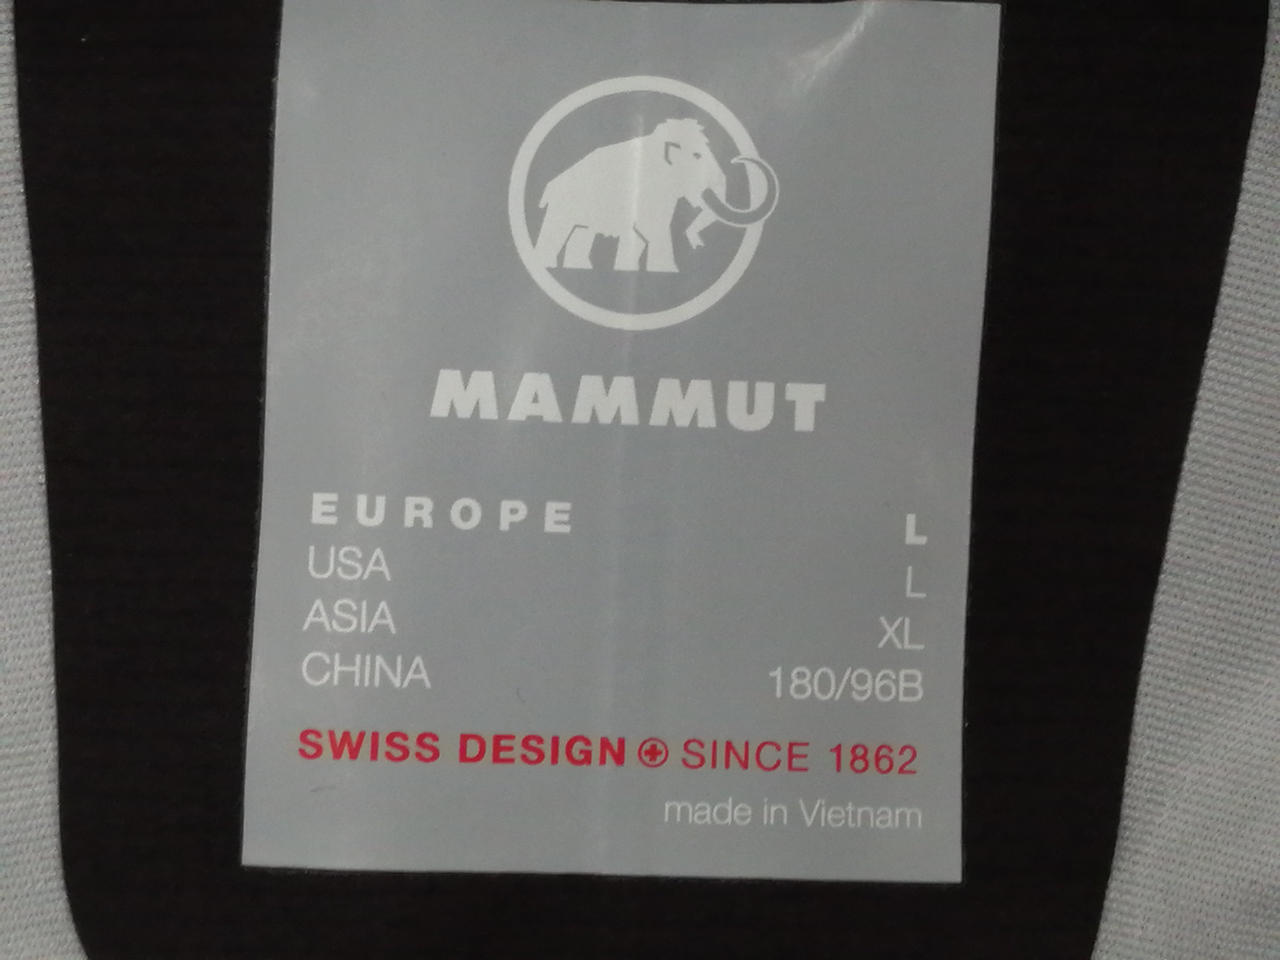 MAMMUT
EUROPE L
USA L
ASIA XL
CHINA 180/96B
SWISS DESIGN SINCE 1862
made in Vietnam